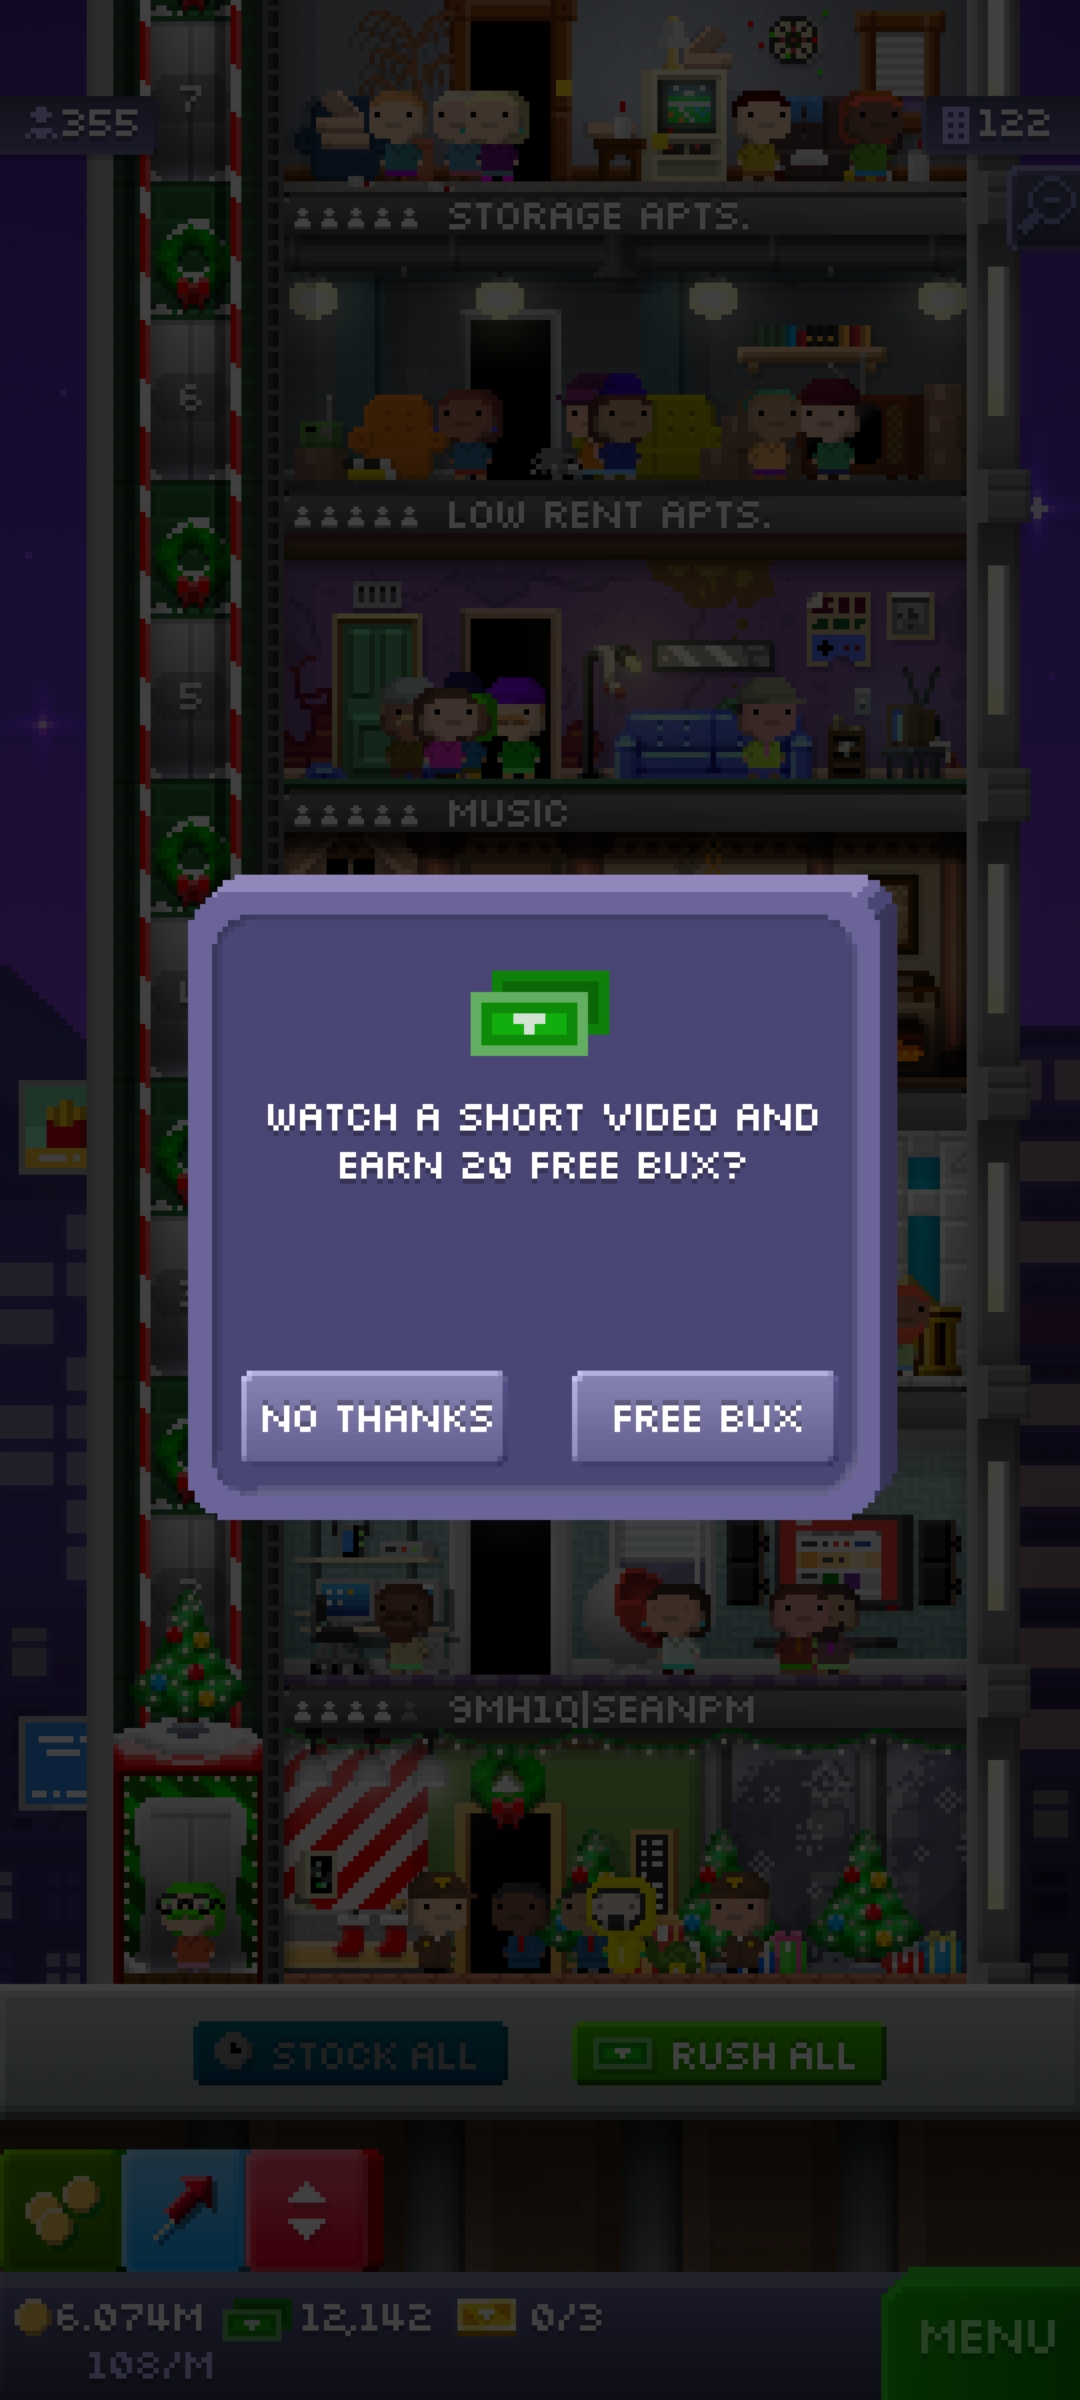 7
355
122
STORAGE APTS.
6
LOW RENT APTS.
5
MUSIC
WATCH A SHORT VIDEO AND
EARN 20 FREE BUX?
NO THANKS
FREE BUX
9MH1Q|SEANPM
STOCK ALL
RUSH ALL
6.074M
12,142
0/3
MENU
108/M